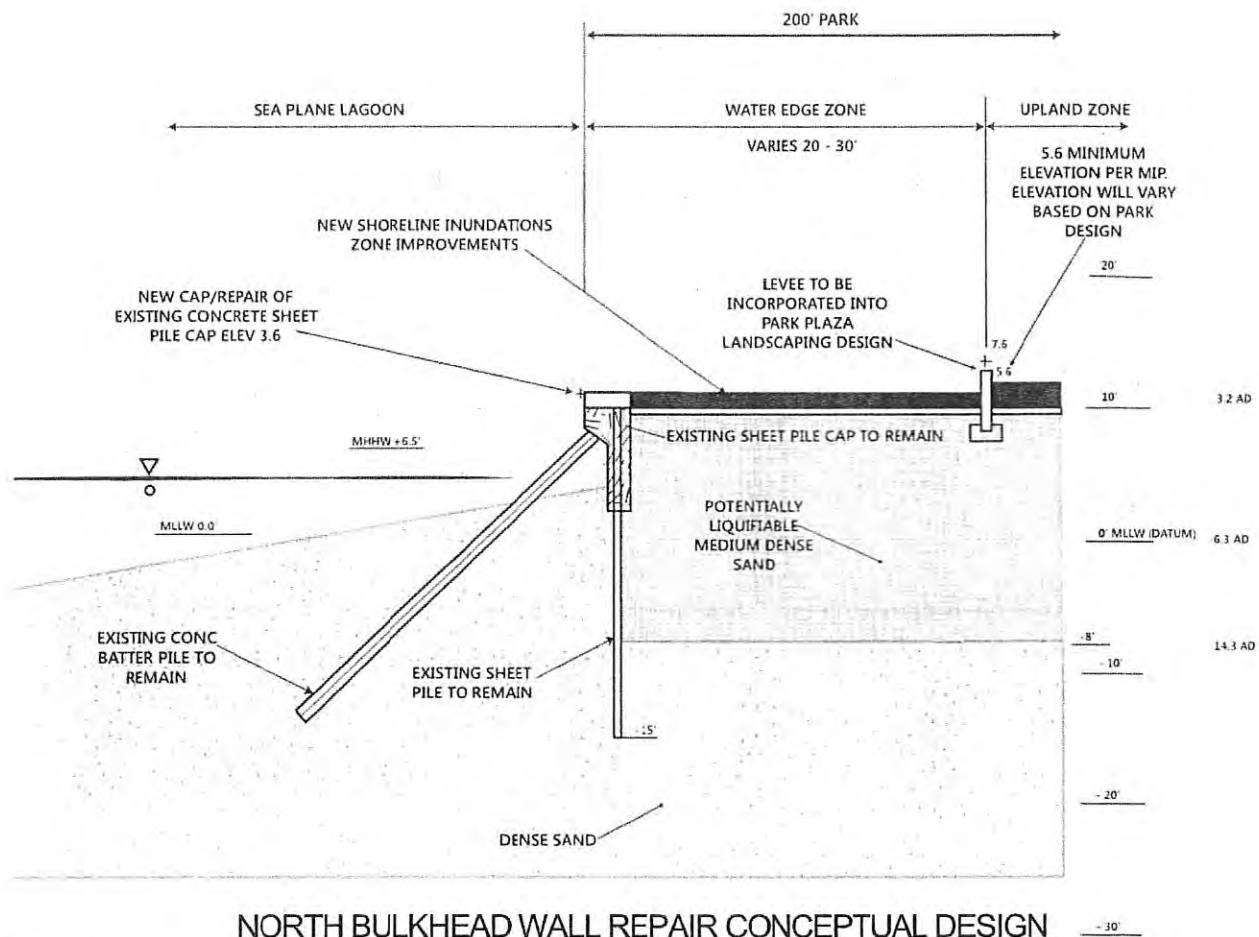 200' PARK
SEA PLANE LAGOON
WATER EDGE ZONE
UPLAND ZONE
VARIES 20 - 30'
5.6 MINIMUM
ELEVATION PER MIP.
ELEVATION WILL VARY
BASED ON PARK
DESIGN
NEW SHORELINE INUNDATIONS
ZONE IMPROVEMENTS
20'
LEVEE TO BE
INCORPORATED INTO
PARK PLAZA
LANDSCAPING DESIGN
NEW CAP/REPAIR OF
EXISTING CONCRETE SHEET
PILE CAP ELEV 3.6
7.6
5.6
10'
3.2 AD
EXISTING SHEET PILE CAP TO REMAIN
MHHW +6.5'
MLLW 0.0'
POTENTIALLY
LIQUIFIABLE
MEDIUM DENSE
SAND
0' MLLW (DATUM)
-6.3 AD
EXISTING CONC
BATTER PILE TO
REMAIN
EXISTING SHEET
PILE TO REMAIN
-8'
14.3 AD
- 10'
-15'
- 20'
DENSE SAND
NORTH BULKHEAD WALL REPAIR CONCEPTUAL DESIGN
- 30'